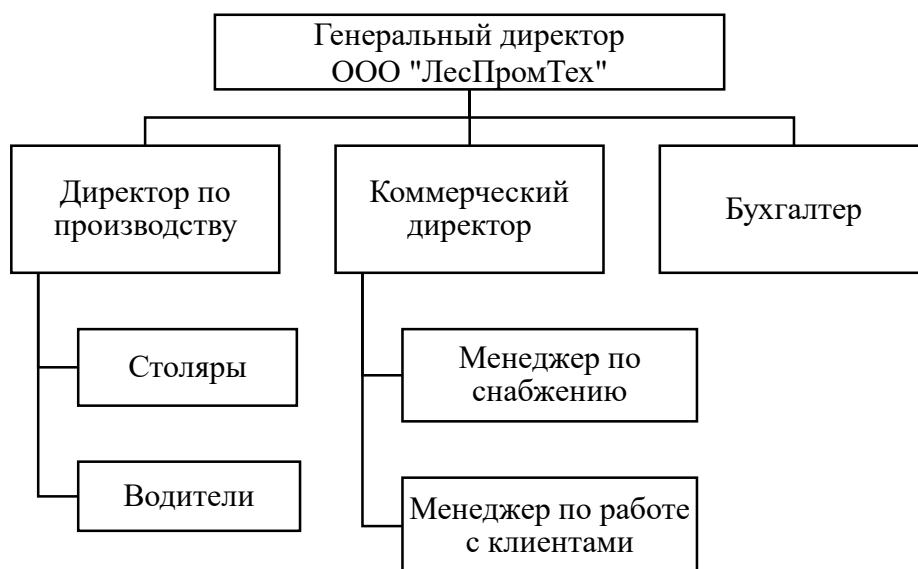 Генеральный директор
ООО "ЛесПромТех"
Директор по
производству
Коммерческий
директор
Бухгалтер
Столяры
Водители
Менеджер по
снабжению
Менеджер по работе
с клиентами